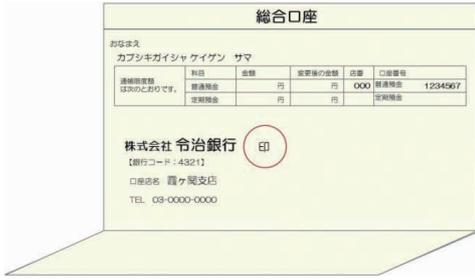 総合口座
おなまえ
カブシキガイシャ ケイゲン サマ
通帳限度額は次のとおりです。
科目 金額 変更後の金額 店番 口座番号
普通預金 円 円 000 普通預金 1234567
定期預金 円 円 定期預金
株式会社 令治銀行 印
【銀行コード:4321】
口座店名 霞ヶ関支店
TEL 03-0000-0000